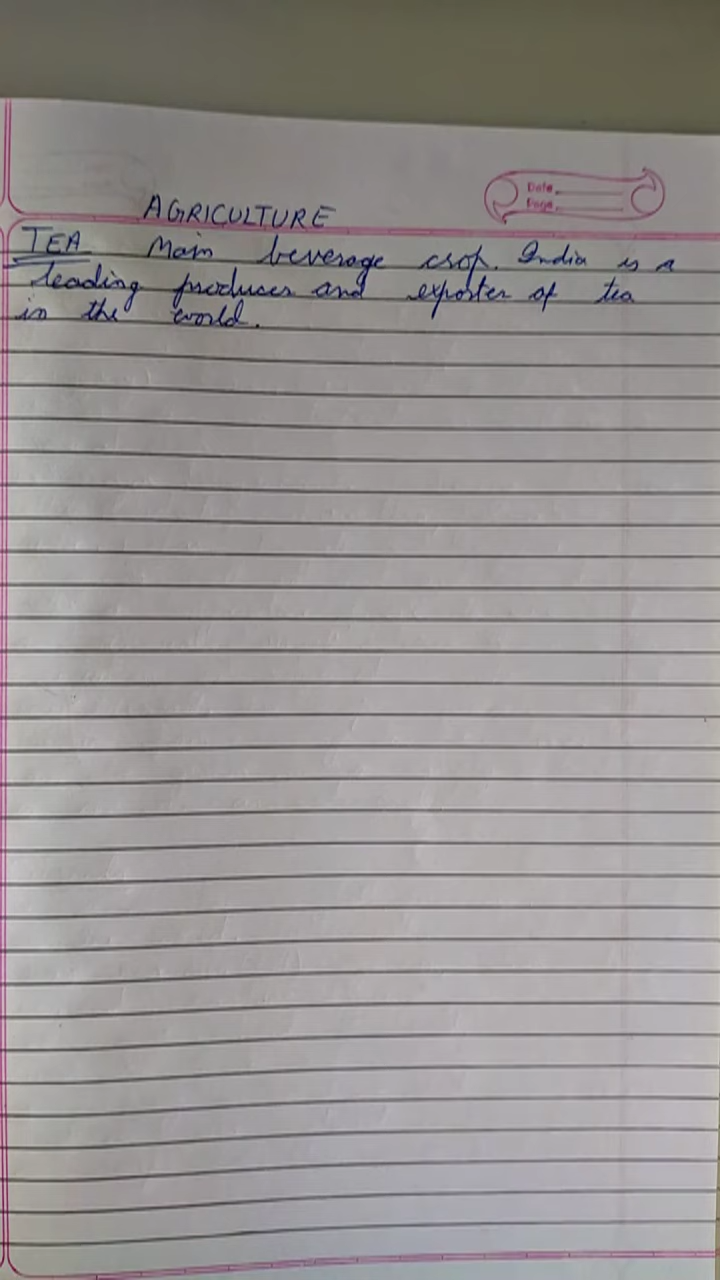 AGRICULTURE
Date
Page
TEA Main beverage crop. India is a
leading producer and exporter of tea
in the world.